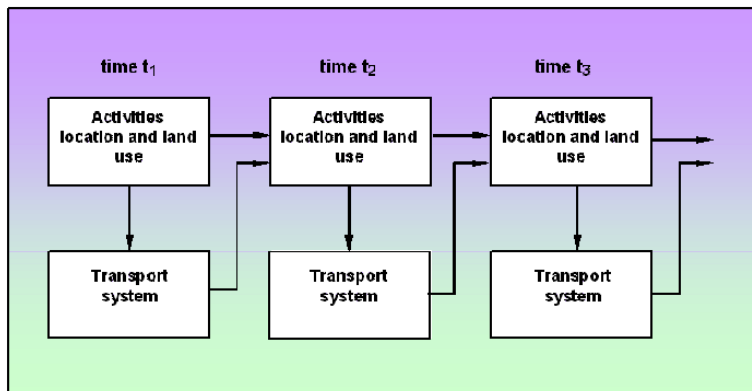 time t1
time t2
time t3
Activities
location and land
use
Activities
location and land
use
Activities
location and land
use
Transport
system
Transport
system
Transport
system